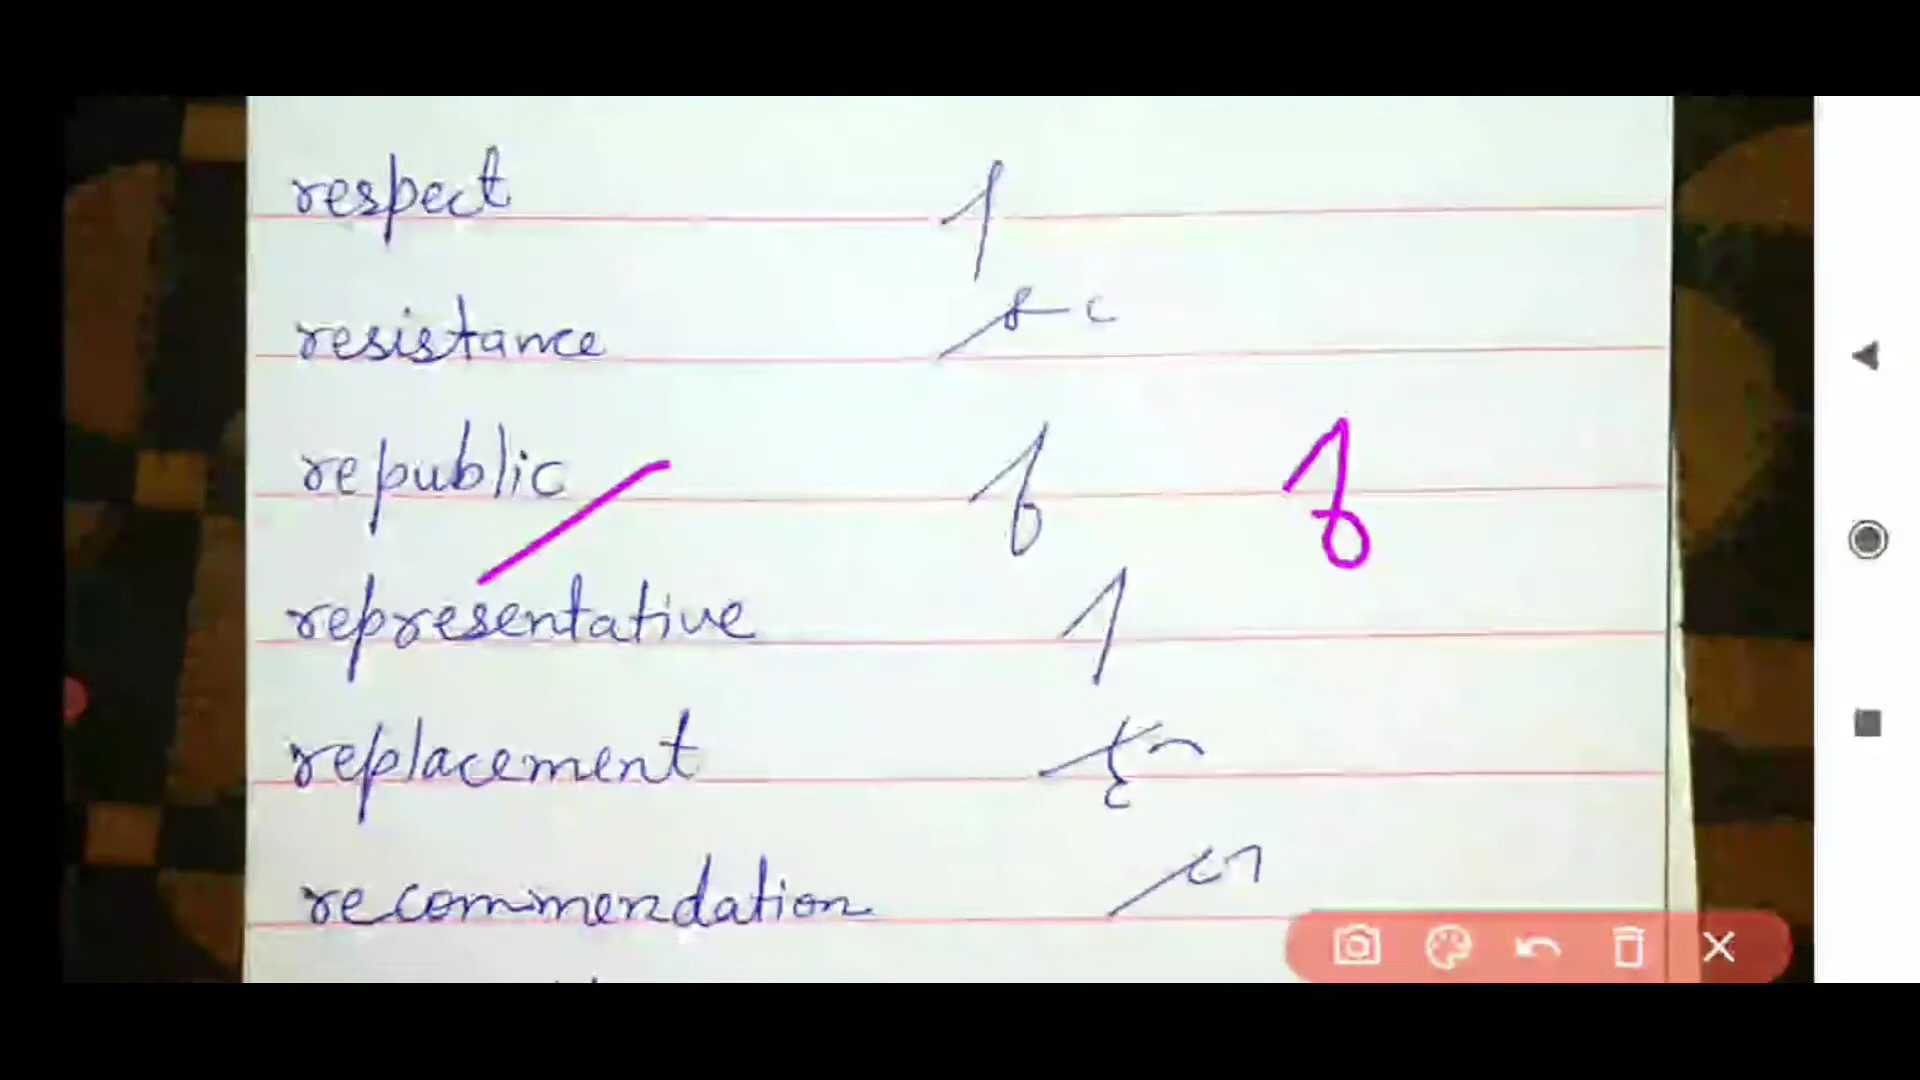 respect
resistance
republic
representative
replacement
recommendation